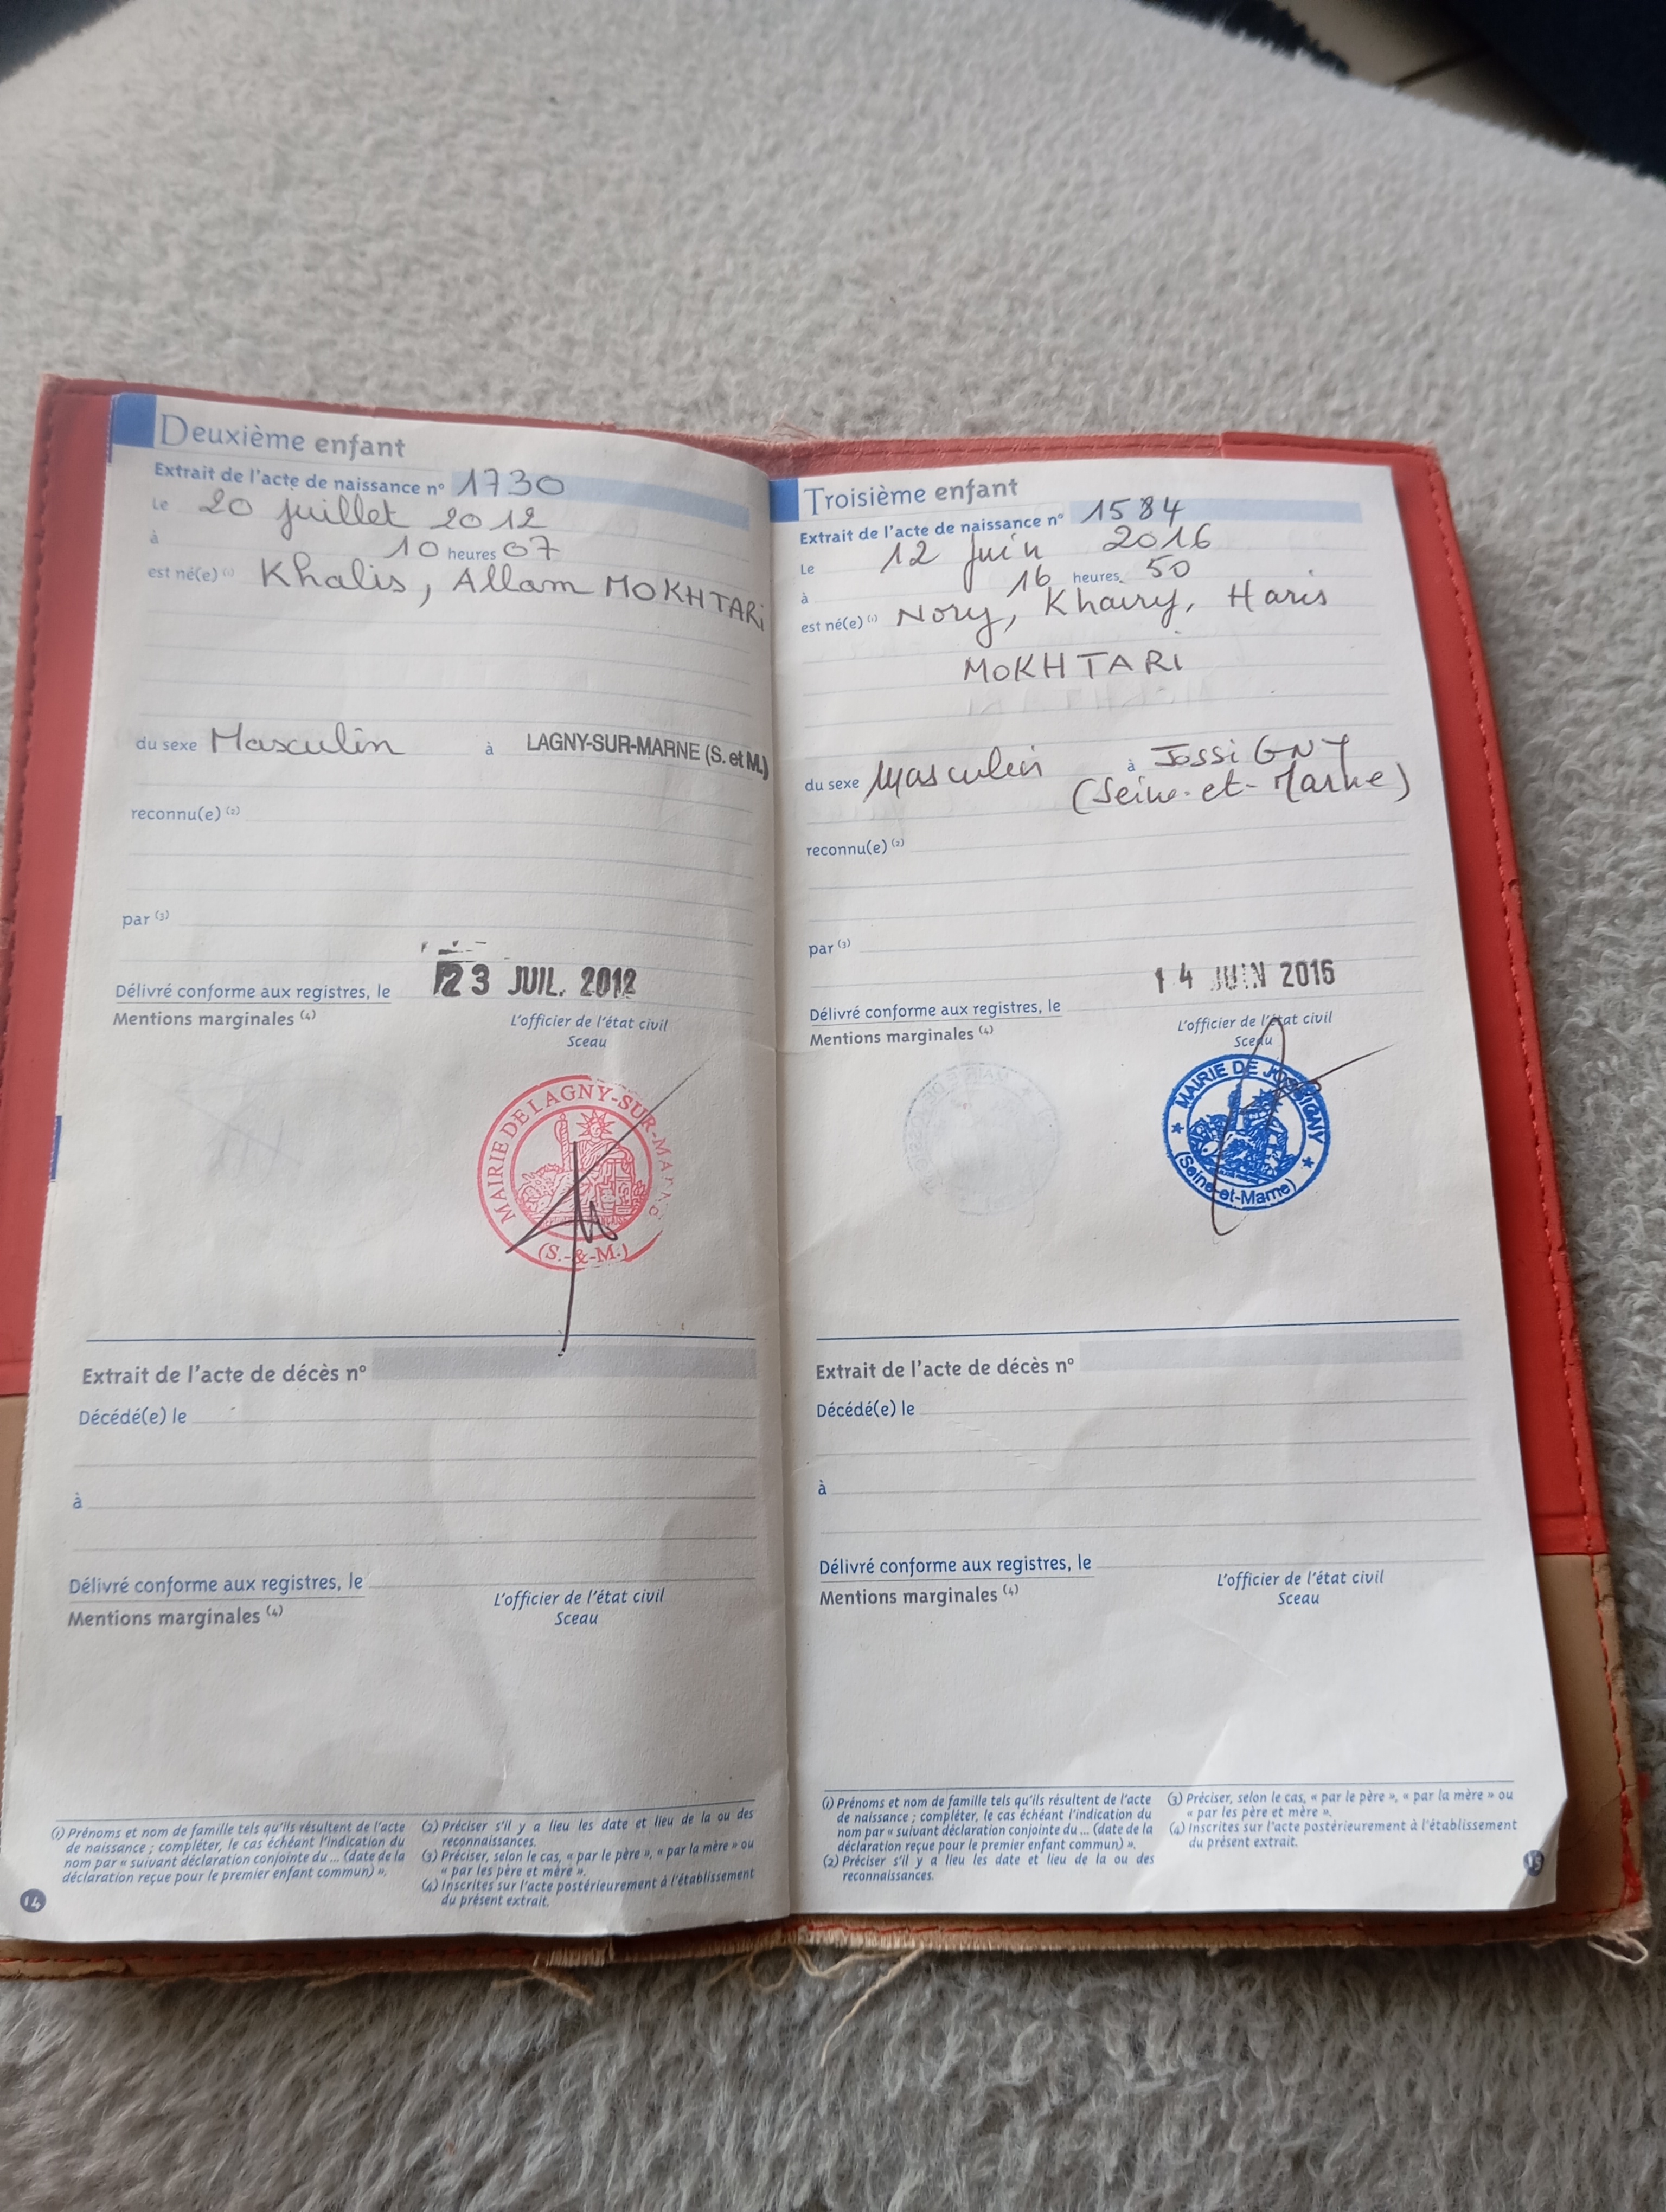 Deuxième enfant
Extrait de l'acte de naissance n° 1730
Le 20 juillet 2012
à 10 heures 07
est né(e) (1) Khalis, Allam MOKHTARi
du sexe Masculin à LAGNY-SUR-MARNE (S. et M.)
reconnu(e) (2)
par (3)
23 JUIL. 2012
Délivré conforme aux registres, le
Mentions marginales (4)
L'officier de l'état civil
Sceau
MAIRIE DE LAGNY-SUR-MARNE
(S.-&-M.)
Extrait de l'acte de décès n°
Décédé(e) le
à
Délivré conforme aux registres, le
Mentions marginales (4)
L'officier de l'état civil
Sceau
(1) Prénoms et nom de famille tels qu'ils résultent de l'acte
de naissance ; compléter, le cas échéant l'indication du
nom par « suivant déclaration conjointe du ... (date de la
déclaration reçue pour le premier enfant commun) ».
(2) Préciser s'il y a lieu les date et lieu de la ou des
reconnaissances.
(3) Préciser, selon le cas, « par le père », « par la mère » ou
« par les père et mère ».
(4) Inscrites sur l'acte postérieurement à l'établissement
du présent extrait.
14
Troisième enfant
Extrait de l'acte de naissance n° 1584
Le 12 juin 2016
à 16 heures 50
est né(e) (1) Nory, Khairy, Haris
MOKHTARi
du sexe Masculin à JossiGNY
(Seine-et-Marne)
reconnu(e) (2)
par (3)
14 JUIN 2016
Délivré conforme aux registres, le
Mentions marginales (4)
L'officier de l'état civil
Sceau
MAIRIE DE JOSSIGNY
(Seine-et-Marne)
Extrait de l'acte de décès n°
Décédé(e) le
à
Délivré conforme aux registres, le
Mentions marginales (4)
L'officier de l'état civil
Sceau
(1) Prénoms et nom de famille tels qu'ils résultent de l'acte
de naissance ; compléter, le cas échéant l'indication du
nom par « suivant déclaration conjointe du ... (date de la
déclaration reçue pour le premier enfant commun) ».
(2) Préciser s'il y a lieu les date et lieu de la ou des
reconnaissances.
(3) Préciser, selon le cas, « par le père », « par la mère » ou
« par les père et mère ».
(4) Inscrites sur l'acte postérieurement à l'établissement
du présent extrait.
15